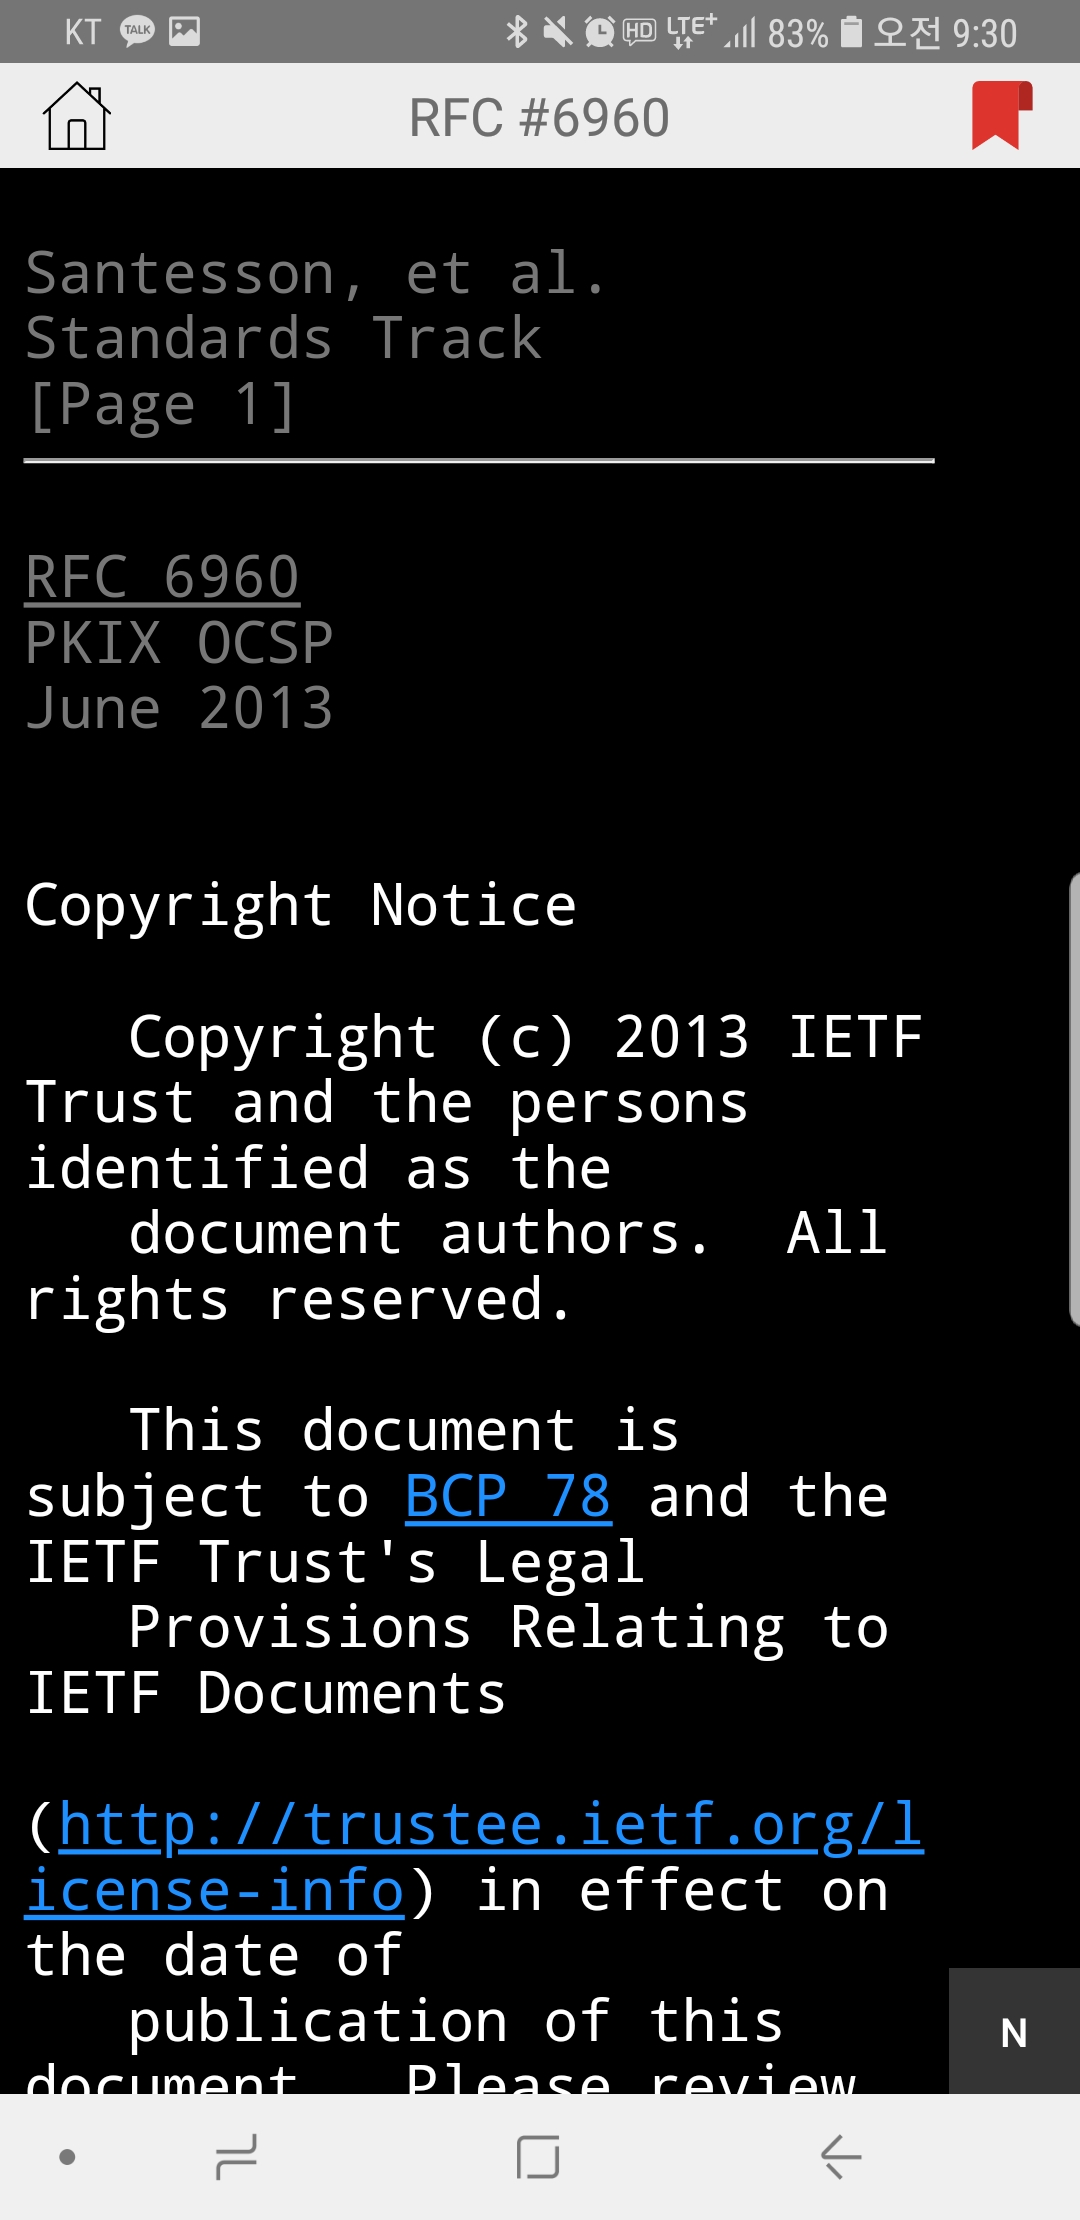 KT TALK HD LTE+ 83% 오전 9:30
RFC #6960
Santesson, et al.
Standards Track
[Page 1]
RFC 6960
PKIX OCSP
June 2013
Copyright Notice
Copyright (c) 2013 IETF
Trust and the persons
identified as the
document authors.  All
rights reserved.
This document is
subject to BCP 78 and the
IETF Trust's Legal
Provisions Relating to
IETF Documents
(http://trustee.ietf.org/l
icense-info) in effect on
the date of
publication of this
document.  Please review
N